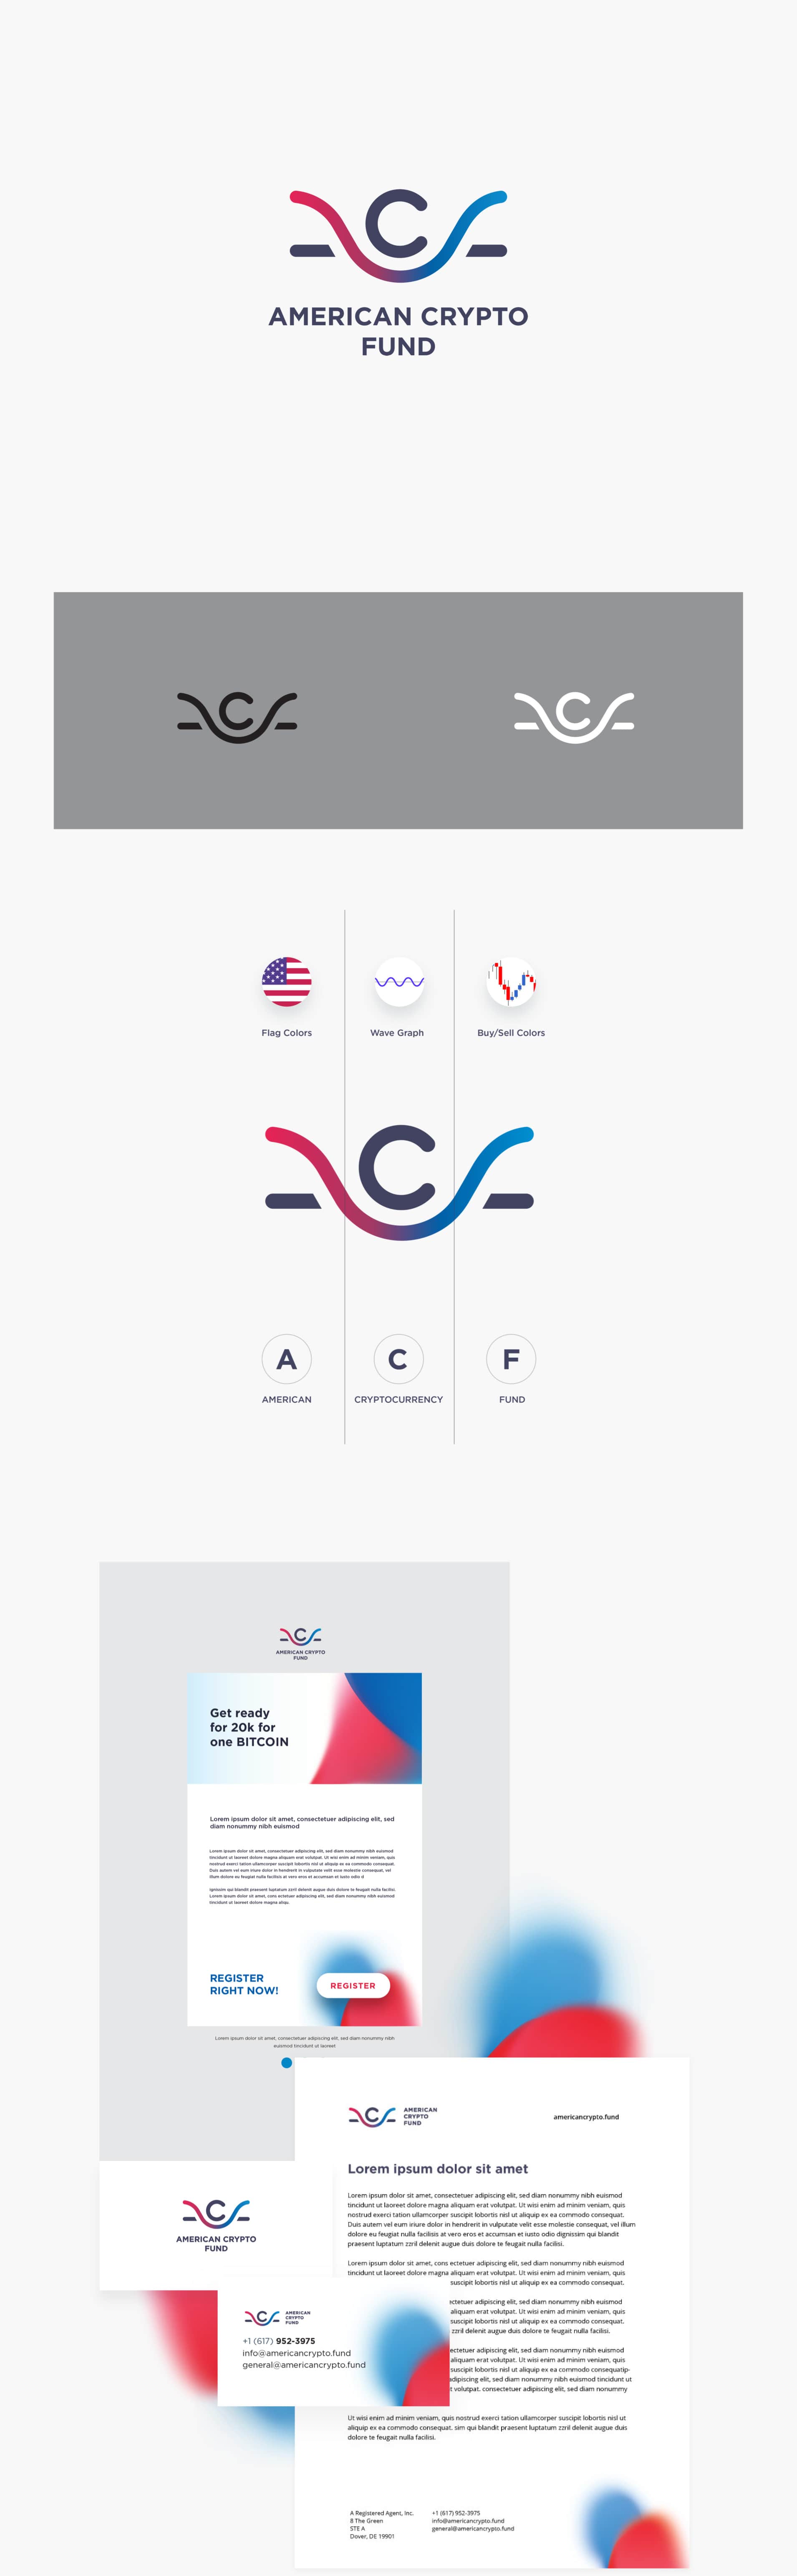 AMERICAN CRYPTO
FUND
Flag Colors
Wave Graph
Buy/Sell Colors
A
C
F
AMERICAN
CRYPTOCURRENCY
FUND
AMERICAN CRYPTO
FUND
Get ready
for 20k for
one BITCOIN
Lorem ipsum dolor sit amet, consectetuer adipiscing elit, sed
diam nonummy nibh euismod
Lorem ipsum dolor sit amet, consectetuer adipiscing elit, sed diam nonummy nibh euismod
tincidunt ut laoreet dolore magna aliquam erat volutpat. Ut wisi enim ad minim veniam, quis
nostrud exerci tation ullamcorper suscipit lobortis nisl ut aliquip ex ea commodo consequat.
Duis autem vel eum iriure dolor in hendrerit in vulputate velit esse molestie consequat, vel
illum dolore eu feugiat nulla facilisis at vero eros et accumsan et iusto odio d
ignissim qui blandit praesent luptatum zzril delenit augue duis dolore te feugait nulla facilisi.
Lorem ipsum dolor sit amet, cons ectetuer adipiscing elit, sed diam nonummy nibh euismod
tincidunt ut laoreet dolore magna aliqu.
REGISTER
RIGHT NOW!
REGISTER
Lorem ipsum dolor sit amet, consectetuer adipiscing elit, sed diam nonummy nibh
euismod tincidunt ut laoreet
AMERICAN
CRYPTO
FUND
americancrypto.fund
Lorem ipsum dolor sit amet
Lorem ipsum dolor sit amet, consectetuer adipiscing elit, sed diam nonummy nibh euismod
tincidunt ut laoreet dolore magna aliquam erat volutpat. Ut wisi enim ad minim veniam, quis
nostrud exerci tation ullamcorper suscipit lobortis nisl ut aliquip ex ea commodo consequat.
Duis autem vel eum iriure dolor in hendrerit in vulputate velit esse molestie consequat, vel illum
dolore eu feugiat nulla facilisis at vero eros et accumsan et iusto odio dignissim qui blandit
praesent luptatum zzril delenit augue duis dolore te feugait nulla facilisi.
Lorem ipsum dolor sit amet, cons ectetuer adipiscing elit, sed diam nonummy nibh euismod
tincidunt ut laoreet dolore magna aliquam erat volutpat. Ut wisi enim ad minim veniam, quis
suscipit lobortis nisl ut aliquip ex ea commodo consequat.
ectetuer adipiscing elit, sed diam nonummy nibh euismod
aliquam erat volutpat. Ut wisi enim ad minim veniam, quis
suscipit lobortis nisl ut aliquip ex ea commodo consequat.
zzril delenit augue duis dolore te feugait nulla facilisi.
ectetuer adipiscing elit, sed diam nonummy nibh euismod
aliquam erat volutpat. Ut wisi enim ad minim veniam, quis
suscipit lobortis nisl ut aliquip ex ea commodo consequatip-
adipiscing elit, sed diam nonummy nibh euismod tincidunt ut
t volutpat. consectetuer adipiscing elit, sed diam nonummy
Ut wisi enim ad minim veniam, quis nostrud exerci tation ullamcorper suscipit lobortis nisl ut
aliquip ex ea commodo consequat. sim qui blandit praesent luptatum zzril delenit augue duis
dolore te feugait nulla facilisi.
AMERICAN CRYPTO
FUND
AMERICAN
CRYPTO
FUND
+1 (617) 952-3975
info@americancrypto.fund
general@americancrypto.fund
A Registered Agent, Inc.
8 The Green
STE A
Dover, DE 19901
+1 (617) 952-3975
info@americancrypto.fund
general@americancrypto.fund